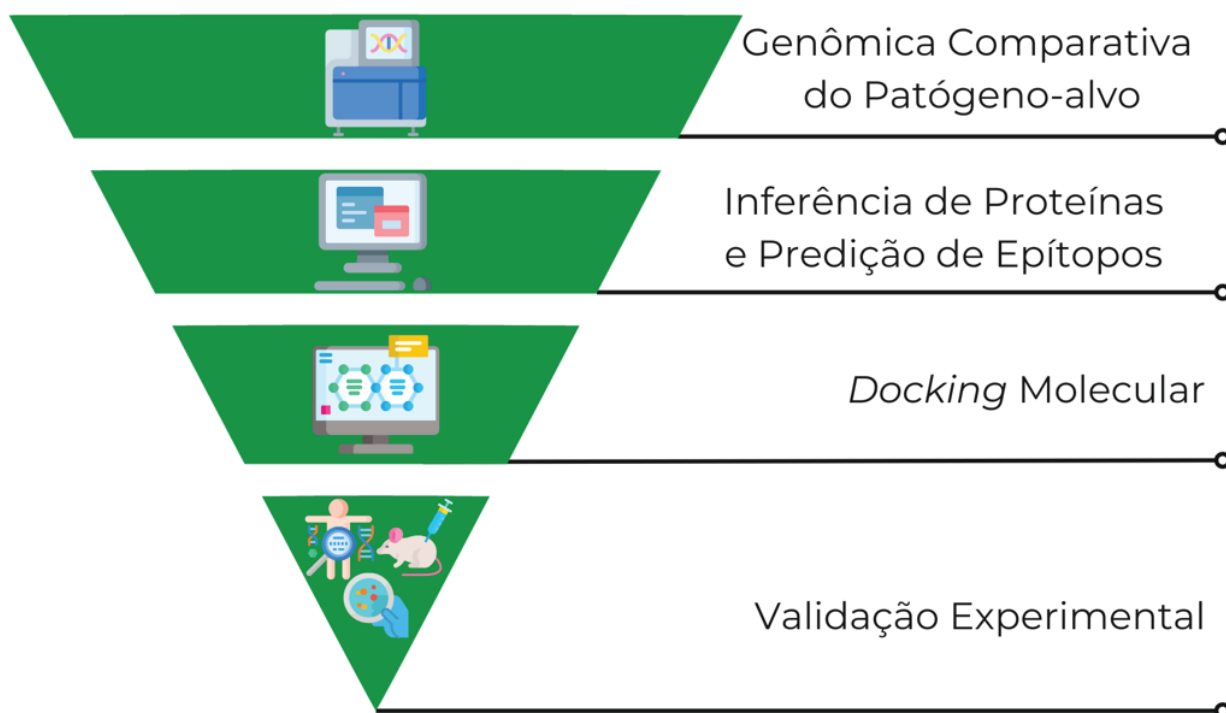 Genômica Comparativa
do Patógeno-alvo
Inferência de Proteínas
e Predição de Epítopos
Docking Molecular
Validação Experimental